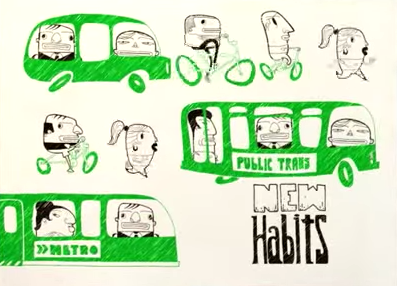 PUBLIC TRANS
NEW
Habits
»METRO